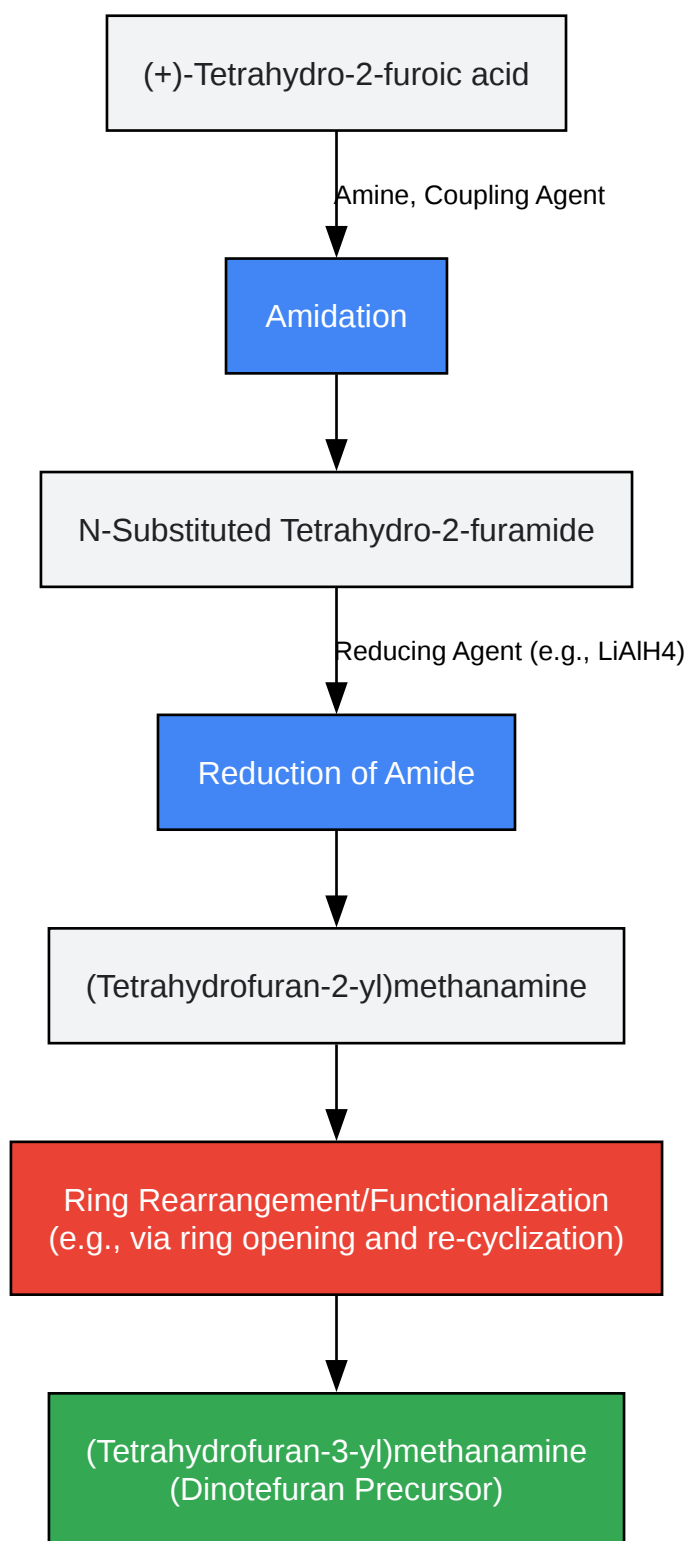 (+)-Tetrahydro-2-furoic acid
Amine, Coupling Agent
Amidation
N-Substituted Tetrahydro-2-furamide
Reducing Agent (e.g., LiAlH4)
Reduction of Amide
(Tetrahydrofuran-2-yl)methanamine
Ring Rearrangement/Functionalization
(e.g., via ring opening and re-cyclization)
(Tetrahydrofuran-3-yl)methanamine
(Dinotefuran Precursor)